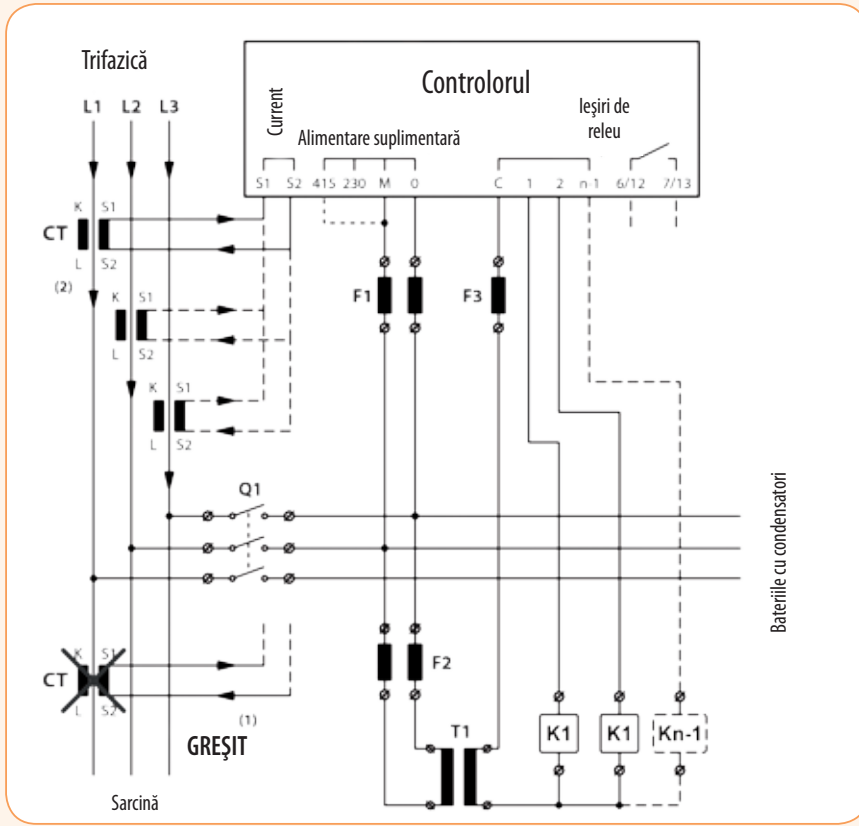 Trifazică
Controlorul
L1 L2 L3
Current
Alimentare suplimentară
Ieşiri de
releu
S1 S2 415 230 M 0 C 1 2 n-1 6/12 7/13
K S1
CT
L S2
(2)
K S1
L S2
K S1
L S2
F1
F3
Q1
Bateriile cu condensatori
K S1
CT
L S2
(1)
GREŞIT
F2
T1
K1
K1
Kn-1
Sarcină